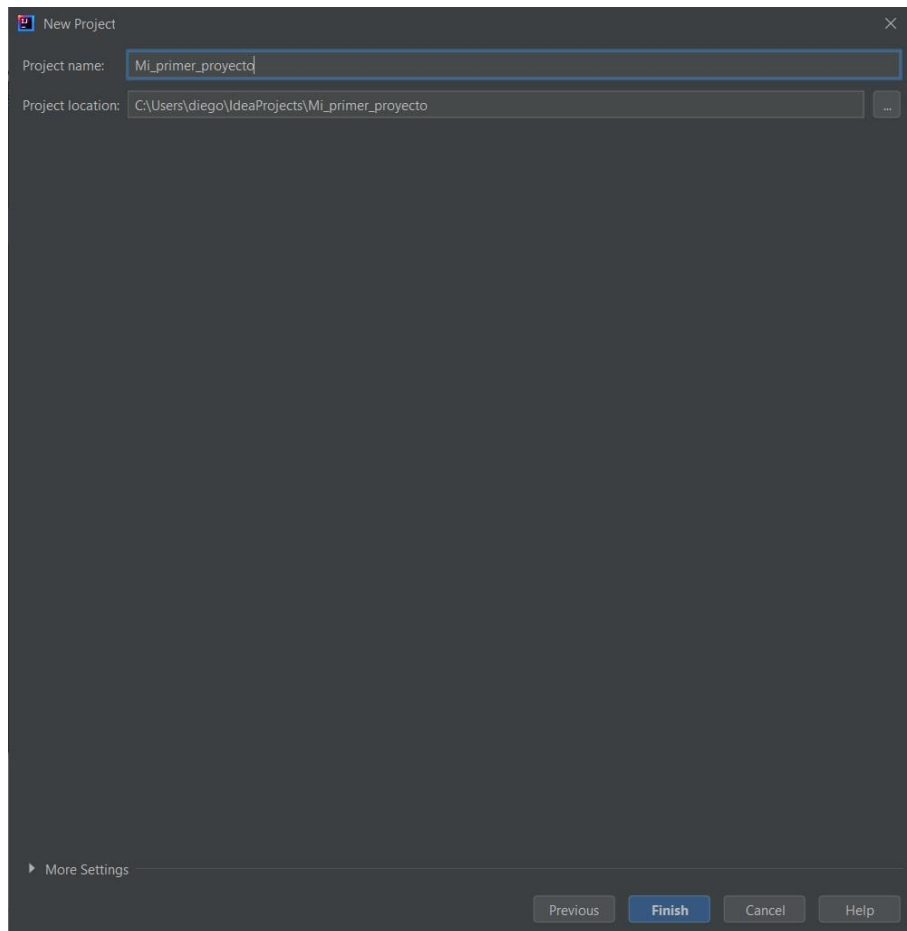 New Project
Project name: Mi_primer_proyecto
Project location: C:\Users\diego\IdeaProjects\Mi_primer_proyecto ...
More Settings
Previous Finish Cancel Help